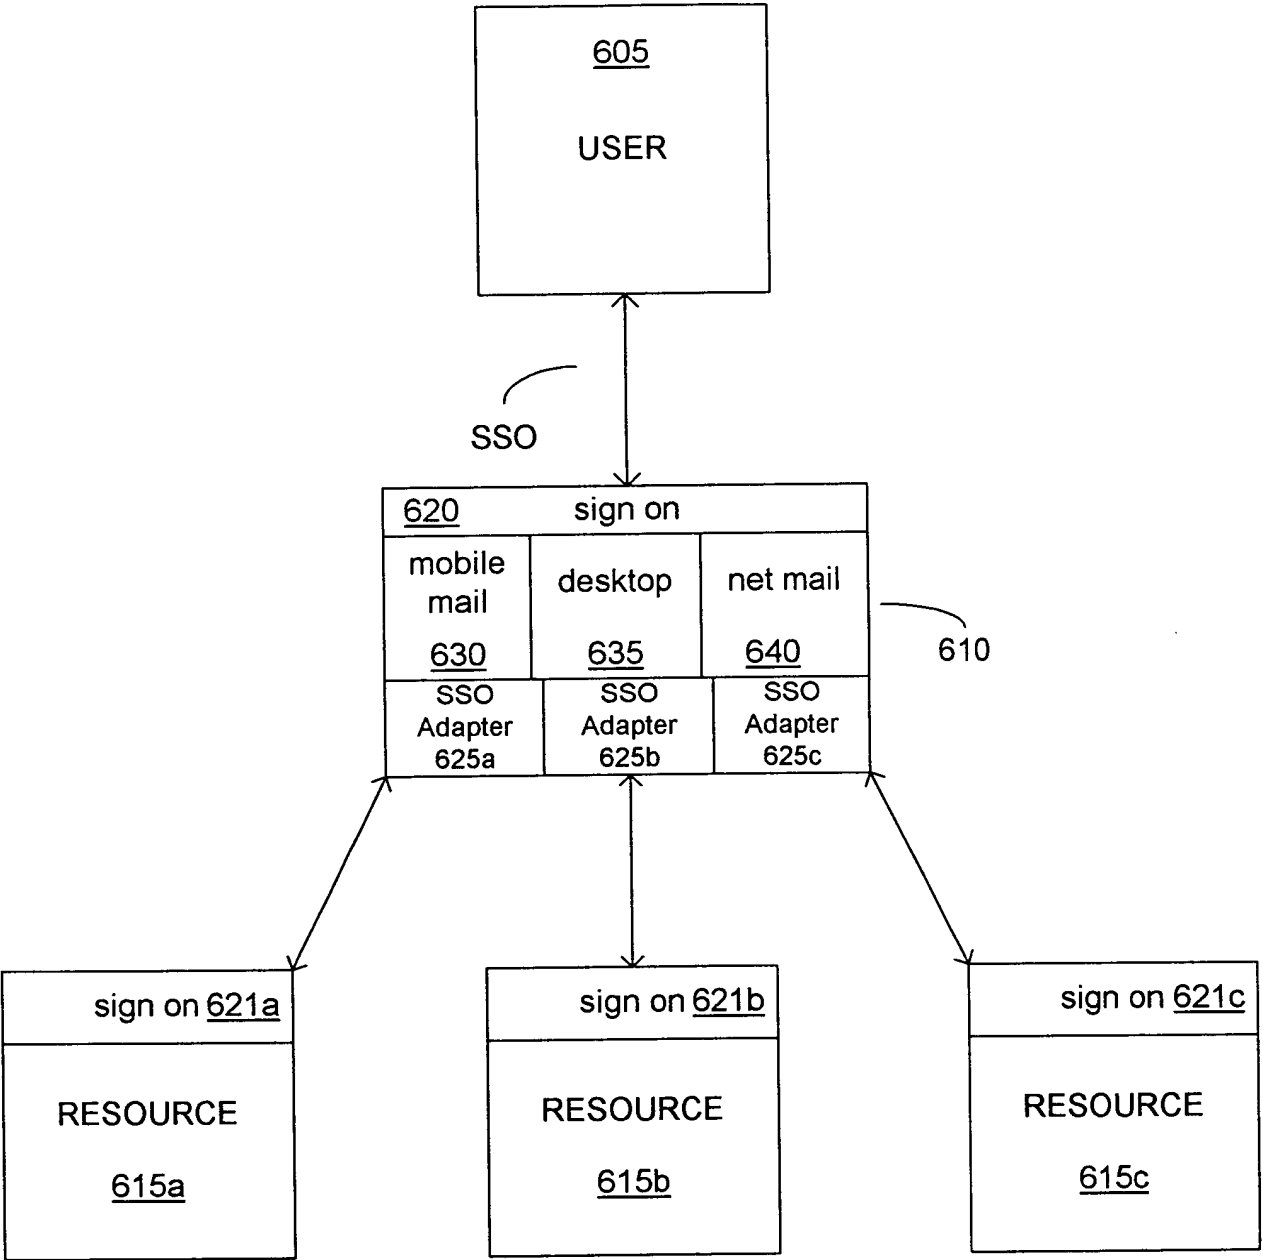 605
USER
SSO
620 sign on
mobile mail
desktop
net mail
630
635
640
610
SSO Adapter 625a
SSO Adapter 625b
SSO Adapter 625c
sign on 621a
sign on 621b
sign on 621c
RESOURCE
615a
RESOURCE
615b
RESOURCE
615c